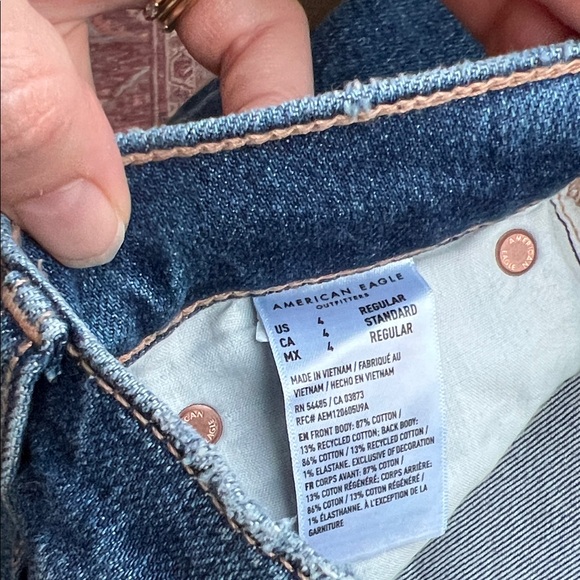 AMERICAN EAGLE
OUTFITTERS
US 4 REGULAR
CA 4 STANDARD
MX 4 REGULAR
MADE IN VIETNAM / FABRIQUÉ AU
VIETNAM / HECHO EN VIETNAM
RN 54485 / CA 03873
RFC# AEM120605U9A
EN FRONT BODY: 87% COTTON /
13% RECYCLED COTTON; BACK BODY:
86% COTTON / 13% RECYCLED COTTON /
1% ELASTANE. EXCLUSIVE OF DECORATION
FR CORPS AVANT: 87% COTON /
13% COTON RÉGÉNÉRÉ; CORPS ARRIÈRE:
86% COTON / 13% COTON RÉGÉNÉRÉ /
1% ÉLASTHANNE. À L'EXCEPTION DE
GARNITURE
AMERICAN
EAGLE